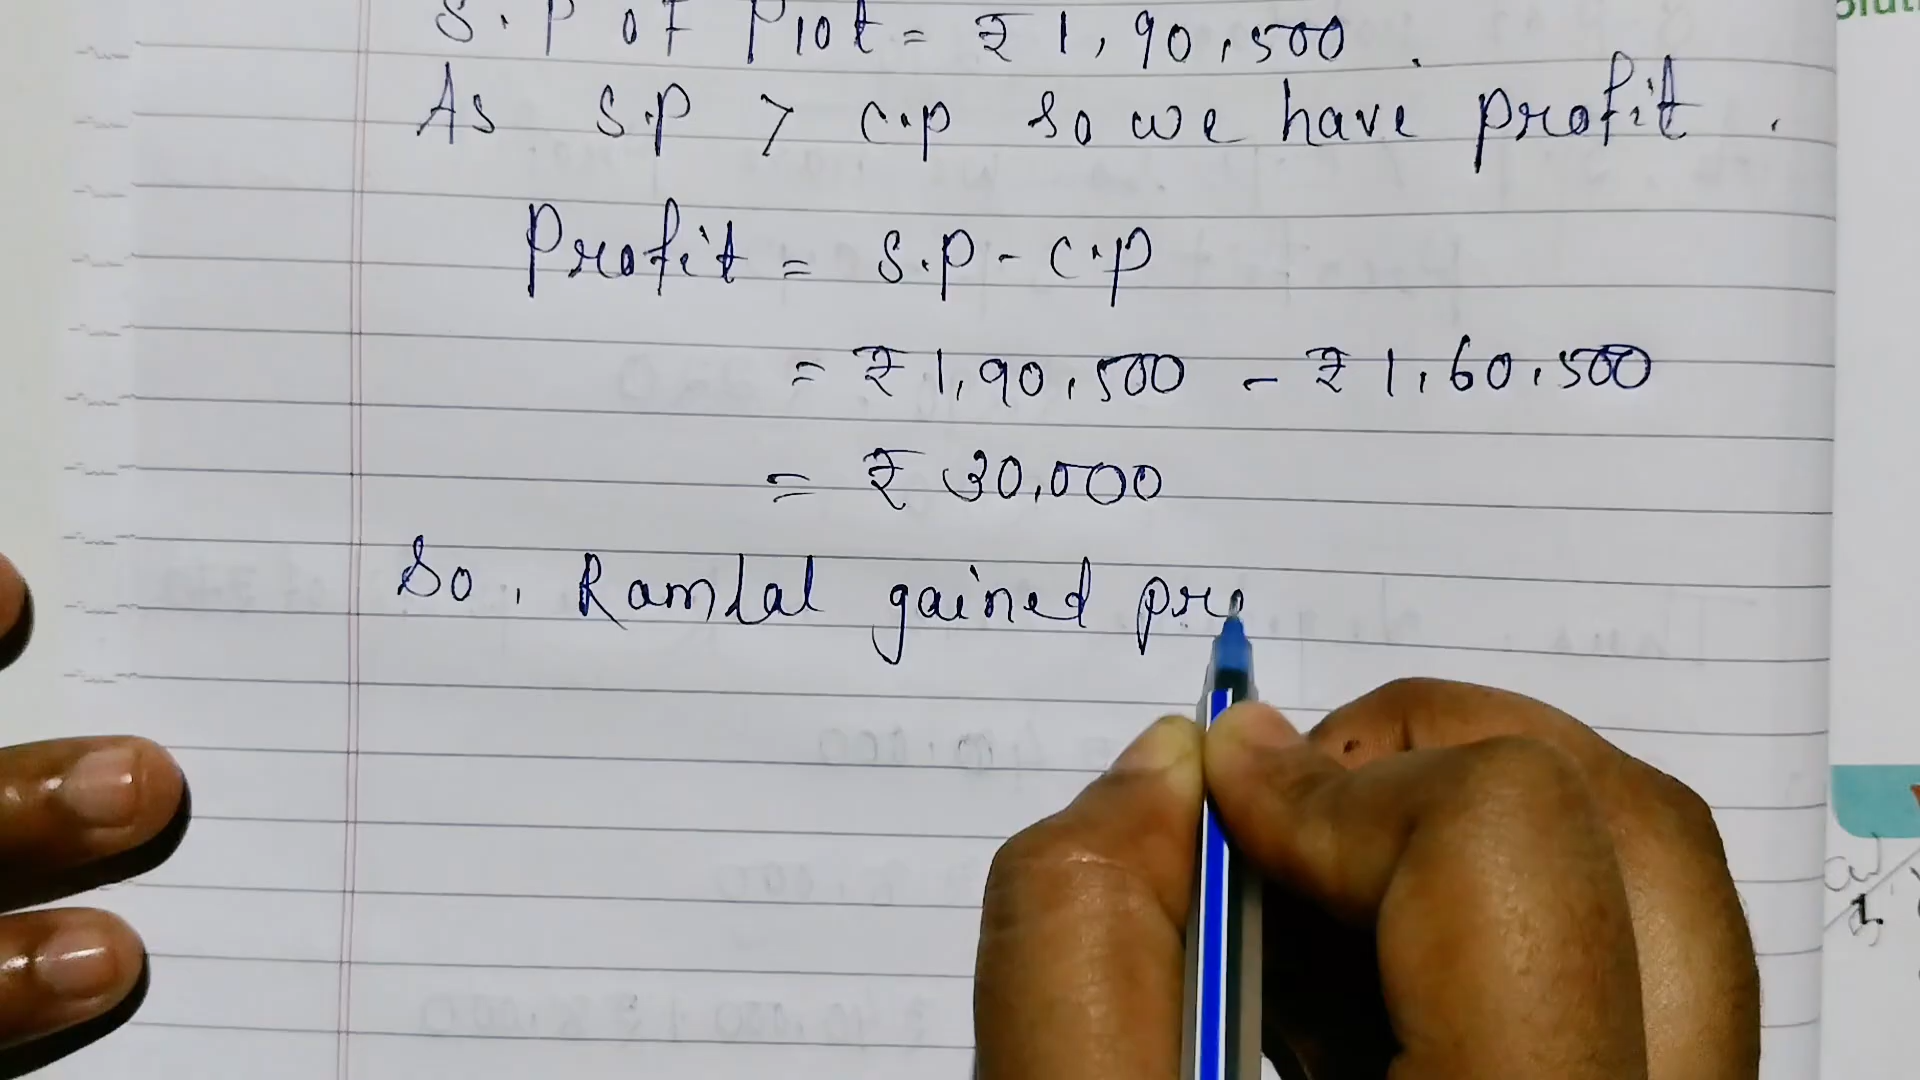 S.P of Plot = ₹ 1,90,500.
As S.P > C.P So we have profit.
Profit = S.P - C.P
= ₹ 1,90,500 - ₹ 1,60,500
= ₹ 30,000
So, Ramlal gained pro